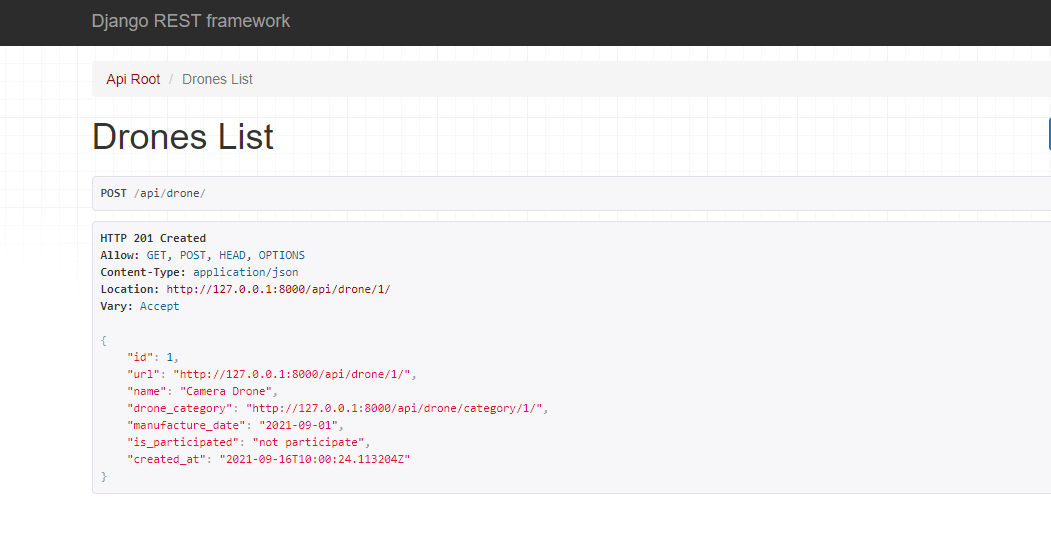 Django REST framework
Api Root / Drones List
Drones List
POST /api/drone/
HTTP 201 Created
Allow: GET, POST, HEAD, OPTIONS
Content-Type: application/json
Location: http://127.0.0.1:8000/api/drone/1/
Vary: Accept
{
    "id": 1,
    "url": "http://127.0.0.1:8000/api/drone/1/",
    "name": "Camera Drone",
    "drone_category": "http://127.0.0.1:8000/api/drone/category/1/",
    "manufacture_date": "2021-09-01",
    "is_participated": "not participate",
    "created_at": "2021-09-16T10:00:24.113204Z"
}